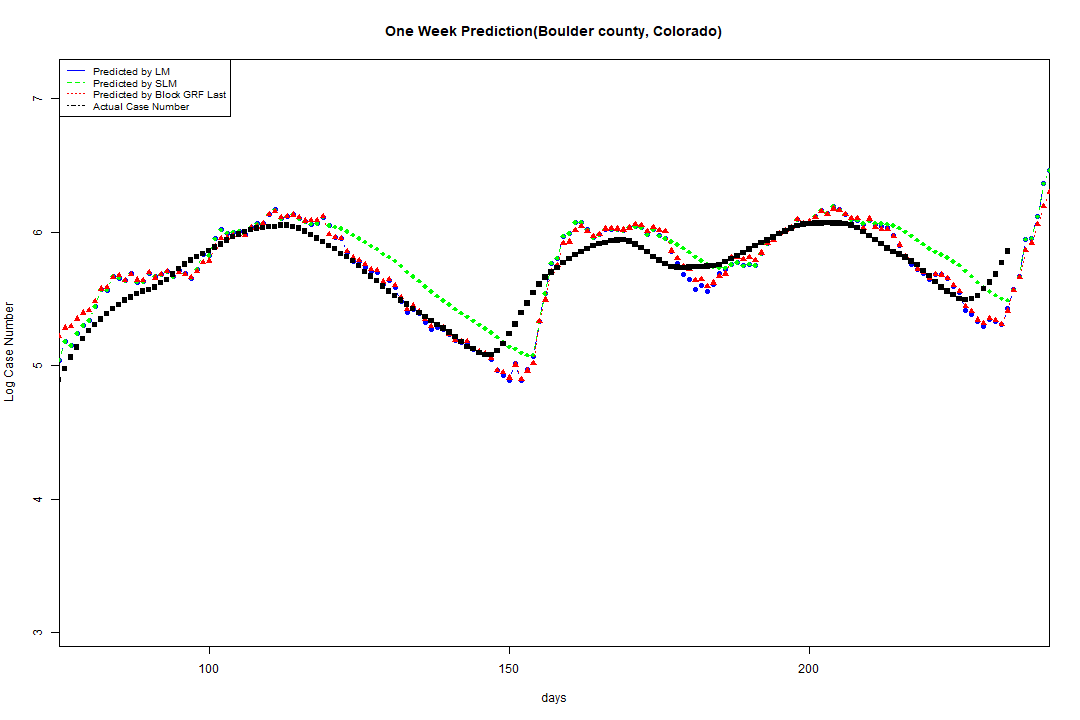 One Week Prediction(Boulder county, Colorado)
Predicted by LM
Predicted by SLM
Predicted by Block GRF Last
Actual Case Number
7
6
5
4
3
Log Case Number
100 150 200
days